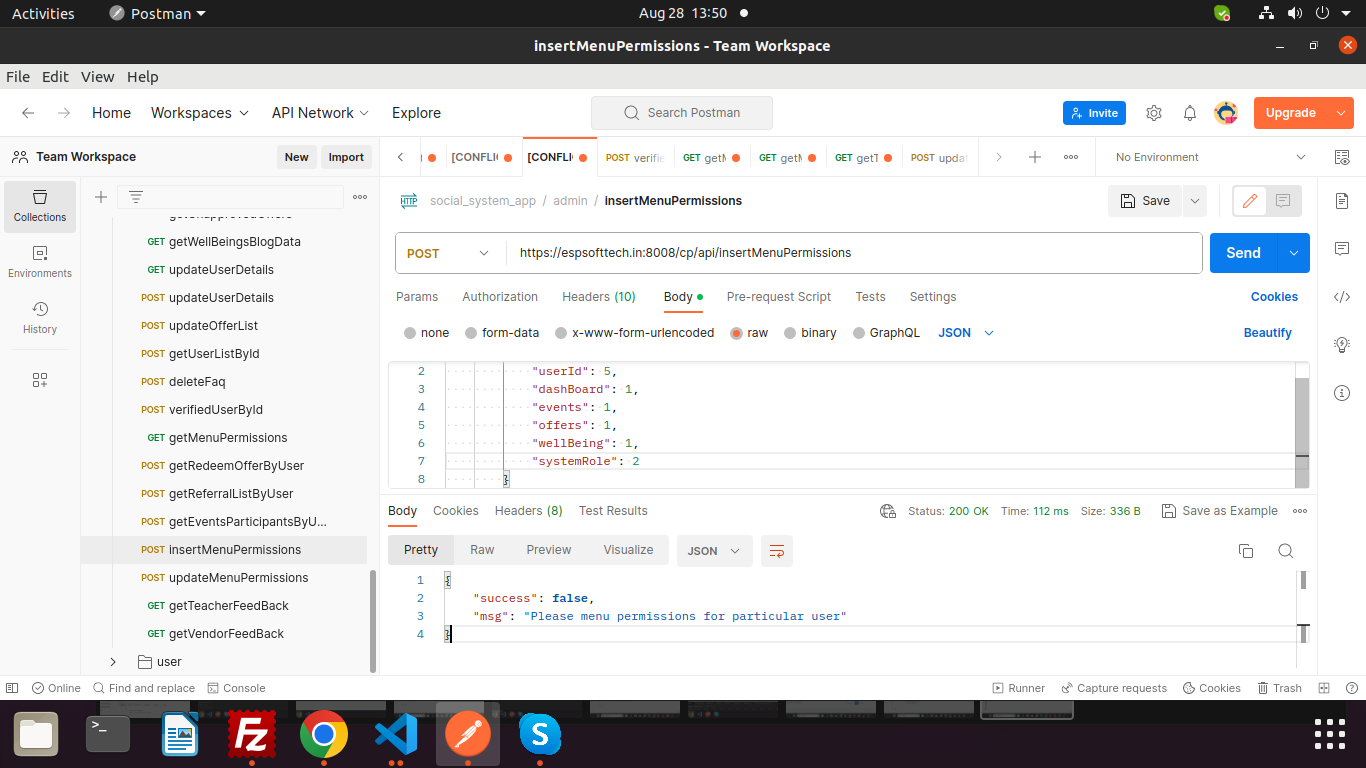 Activities Postman Aug 28 13:50
insertMenuPermissions - Team Workspace
File Edit View Help
Home Workspaces API Network Explore Search Postman Invite Upgrade
Team Workspace New Import [CONFLIC [CONFLIC POST verifie GET getM GET getM GET getT POST updat No Environment
Collections
Environments
History
GET getWellBeingsBlogData
GET updateUserDetails
POST updateUserDetails
POST updateOfferList
POST getUserListById
POST deleteFaq
POST verifiedUserById
GET getMenuPermissions
POST getRedeemOfferByUser
POST getReferralListByUser
POST getEventsParticipantsByU...
POST insertMenuPermissions
POST updateMenuPermissions
GET getTeacherFeedBack
GET getVendorFeedBack
user
HTTP social_system_app / admin / insertMenuPermissions Save
POST https://espsofttech.in:8008/cp/api/insertMenuPermissions Send
Params Authorization Headers (10) Body Pre-request Script Tests Settings Cookies
none form-data x-www-form-urlencoded raw binary GraphQL JSON Beautify
2 "userId": 5,
3 "dashBoard": 1,
4 "events": 1,
5 "offers": 1,
6 "wellBeing": 1,
7 "systemRole": 2
8 }
Body Cookies Headers (8) Test Results Status: 200 OK Time: 112 ms Size: 336 B Save as Example
Pretty Raw Preview Visualize JSON
1 {
2 "success": false,
3 "msg": "Please menu permissions for particular user"
4 }
Online Find and replace Console Runner Capture requests Cookies Trash